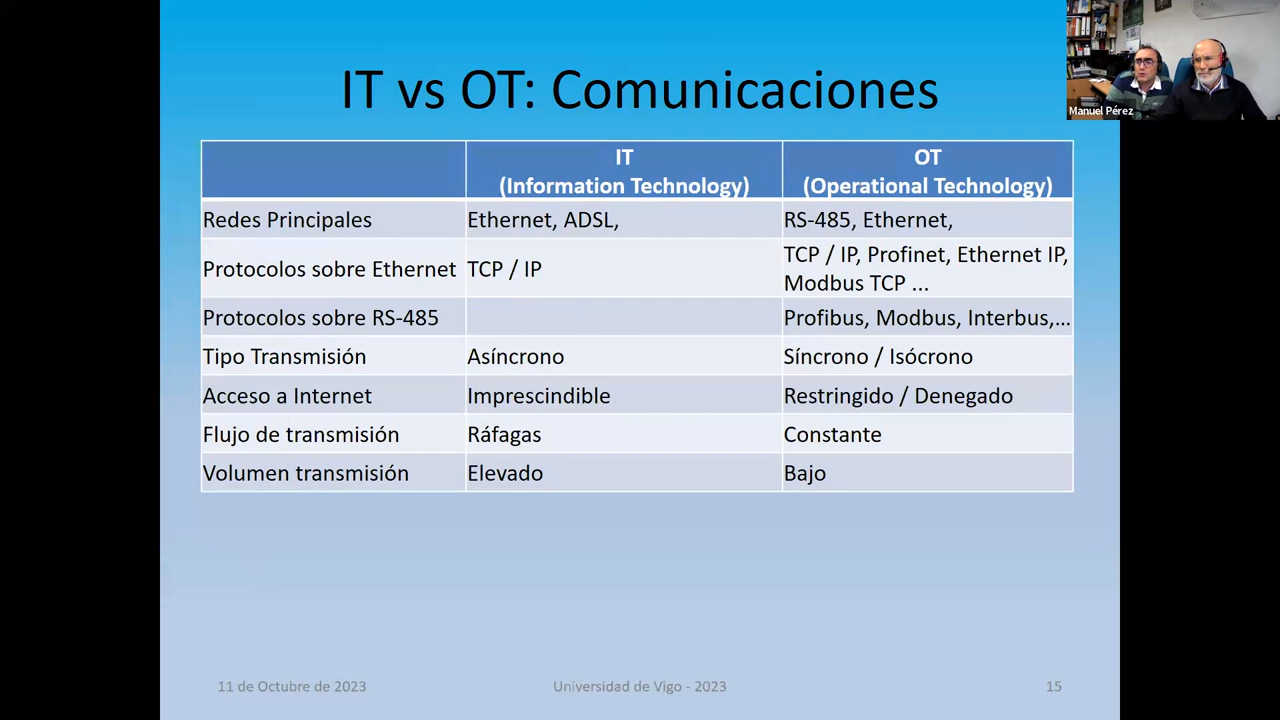 IT vs OT: Comunicaciones
Manuel Pérez
IT
(Information Technology)
OT
(Operational Technology)
Redes Principales
Ethernet, ADSL,
RS-485, Ethernet,
Protocolos sobre Ethernet
TCP / IP
TCP / IP, Profinet, Ethernet IP,
Modbus TCP ...
Protocolos sobre RS-485
Profibus, Modbus, Interbus,...
Tipo Transmisión
Asíncrono
Síncrono / Isócrono
Acceso a Internet
Imprescindible
Restringido / Denegado
Flujo de transmisión
Ráfagas
Constante
Volumen transmisión
Elevado
Bajo
11 de Octubre de 2023
Universidad de Vigo - 2023
15